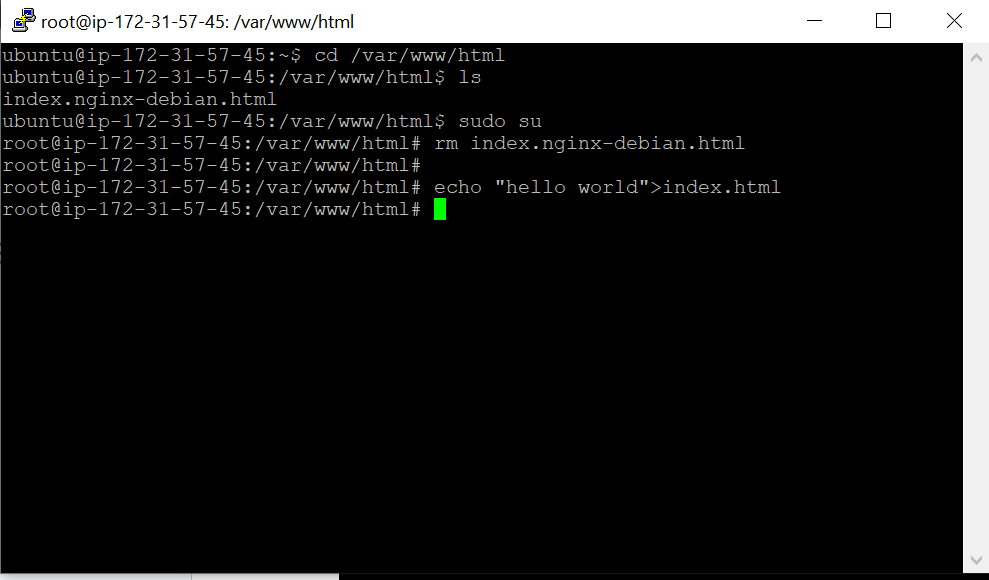 root@ip-172-31-57-45: /var/www/html
ubuntu@ip-172-31-57-45:~$ cd /var/www/html
ubuntu@ip-172-31-57-45:/var/www/html$ ls
index.nginx-debian.html
ubuntu@ip-172-31-57-45:/var/www/html$ sudo su
root@ip-172-31-57-45:/var/www/html# rm index.nginx-debian.html
root@ip-172-31-57-45:/var/www/html#
root@ip-172-31-57-45:/var/www/html# echo "hello world">index.html
root@ip-172-31-57-45:/var/www/html#